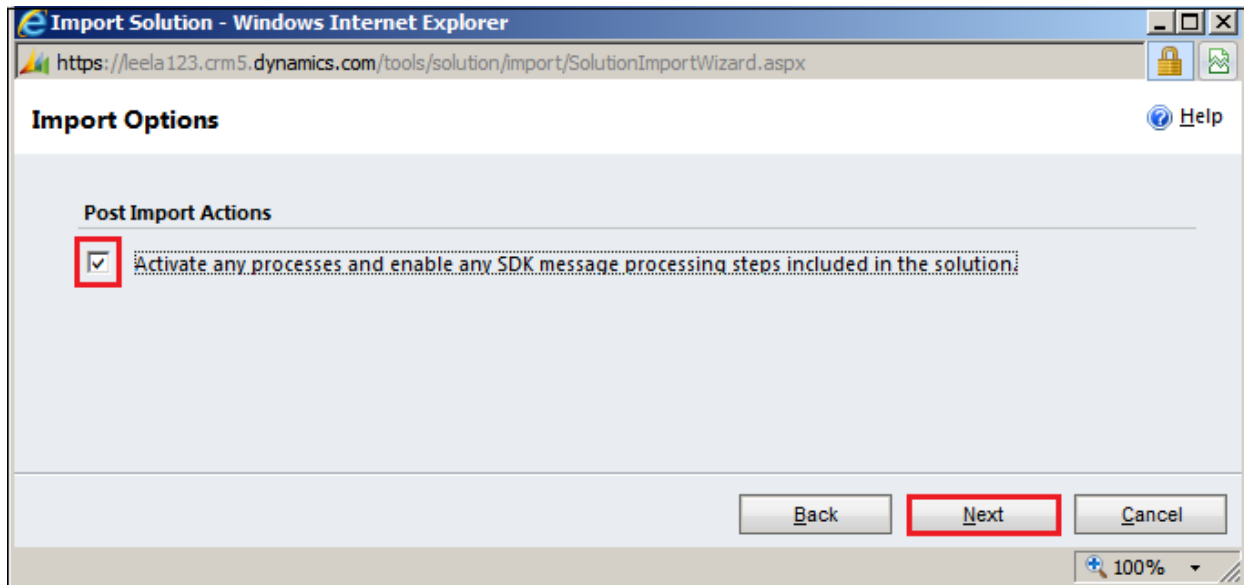 Import Solution - Windows Internet Explorer
https://leela123.crm5.dynamics.com/tools/solution/import/SolutionImportWizard.aspx
Import Options
Help
Post Import Actions
Activate any processes and enable any SDK message processing steps included in the solution.
Back Next Cancel
100%